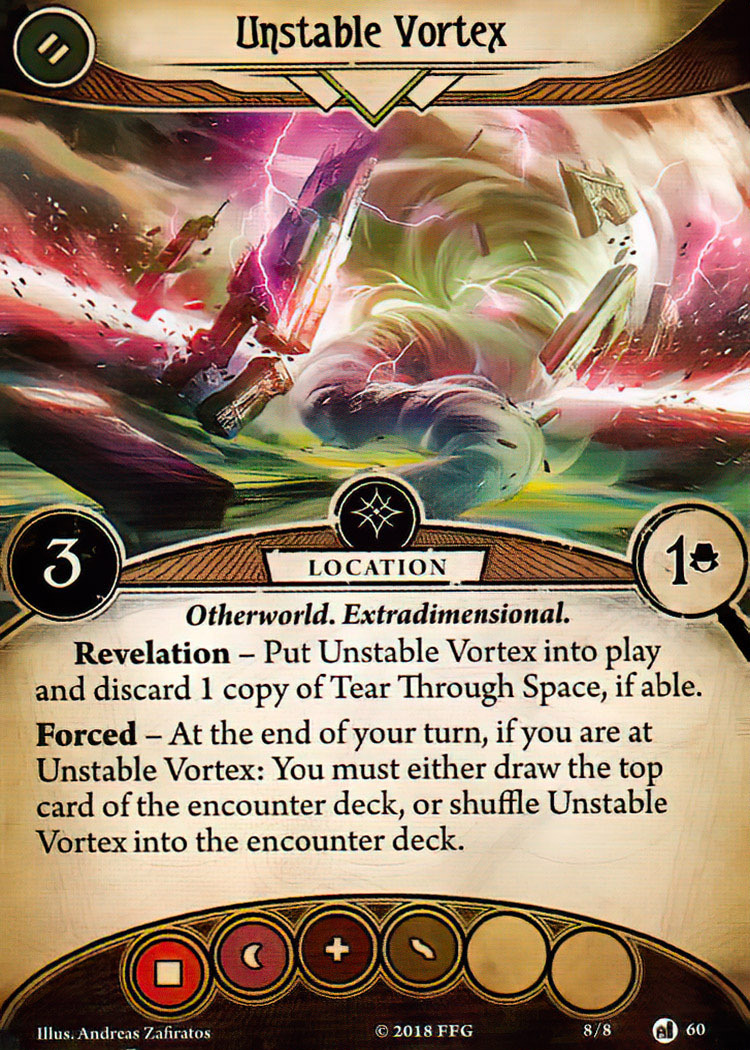 Unstable Vortex
3
LOCATION
1
Otherworld. Extradimensional.
Revelation – Put Unstable Vortex into play
and discard 1 copy of Tear Through Space, if able.
Forced – At the end of your turn, if you are at
Unstable Vortex: You must either draw the top
card of the encounter deck, or shuffle Unstable
Vortex into the encounter deck.
Illus. Andreas Zafiratos
© 2018 FFG
8/8
60